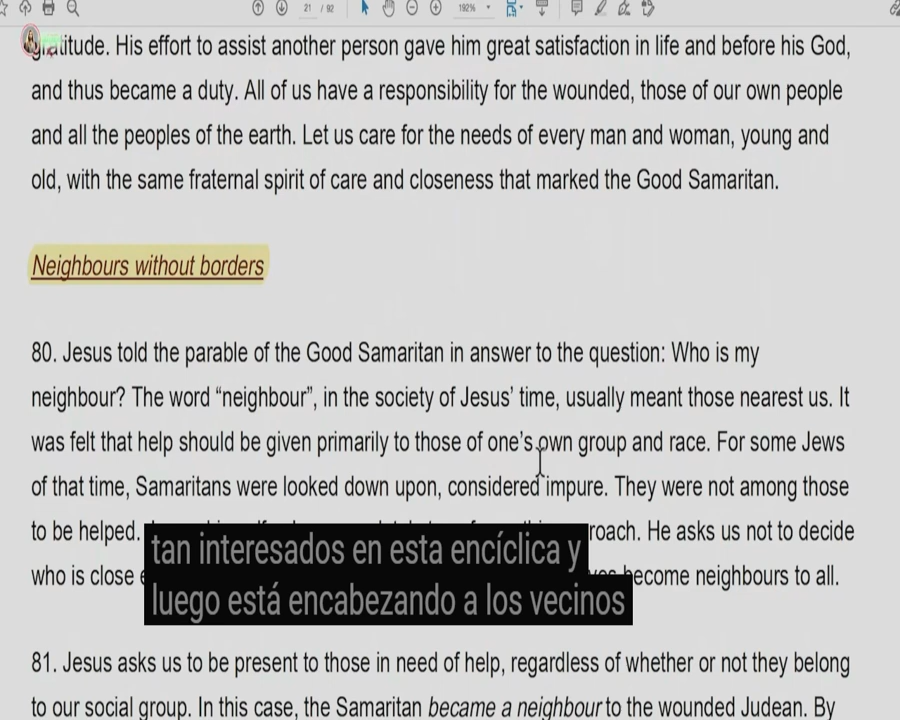 21 / 92 192%
gratitude. His effort to assist another person gave him great satisfaction in life and before his God,
and thus became a duty. All of us have a responsibility for the wounded, those of our own people
and all the peoples of the earth. Let us care for the needs of every man and woman, young and
old, with the same fraternal spirit of care and closeness that marked the Good Samaritan.
Neighbours without borders
80. Jesus told the parable of the Good Samaritan in answer to the question: Who is my
neighbour? The word “neighbour”, in the society of Jesus’ time, usually meant those nearest us. It
was felt that help should be given primarily to those of one’s own group and race. For some Jews
of that time, Samaritans were looked down upon, considered impure. They were not among those
to be helped. roach. He asks us not to decide
who is close become neighbours to all.
tan interesados en esta encíclica y
luego está encabezando a los vecinos
81. Jesus asks us to be present to those in need of help, regardless of whether or not they belong
to our social group. In this case, the Samaritan became a neighbour to the wounded Judean. By